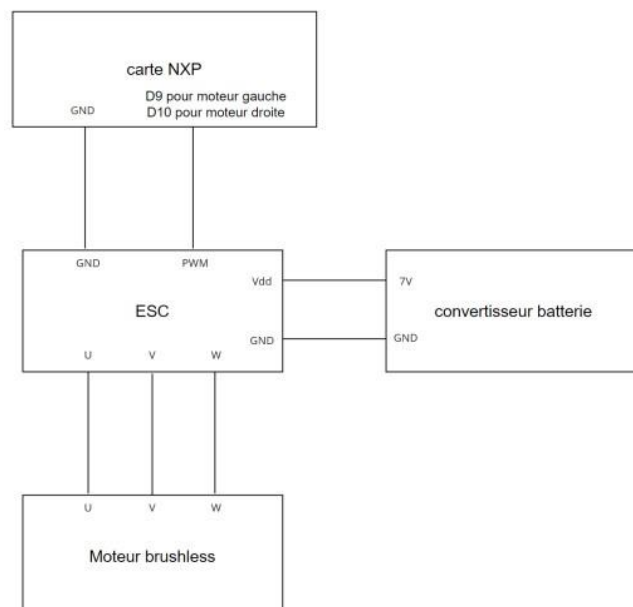 carte NXP
D9 pour moteur gauche
GND
D10 pour moteur droite
GND
PWM
Vdd
7V
ESC
convertisseur batterie
GND
GND
U
V
W
U
V
W
Moteur brushless